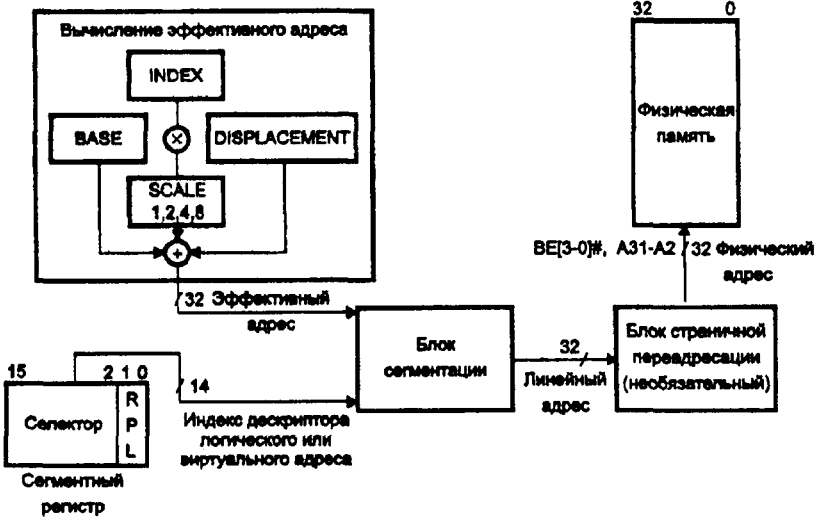 Вычисление эффективного адреса
INDEX
BASE
×
DISPLACEMENT
SCALE
1,2,4,8
+
32 Эффективный
адрес
32 0
Физическая
память
BE[3-0]#, A31-A2 32 Физический
адрес
Блок
сегментации
32
Линейный
адрес
Блок страничной
переадресации
(необязательный)
15 2 1 0
Селектор
R
P
L
Сегментный
регистр
14
Индекс дескриптора
логического или
виртуального адреса